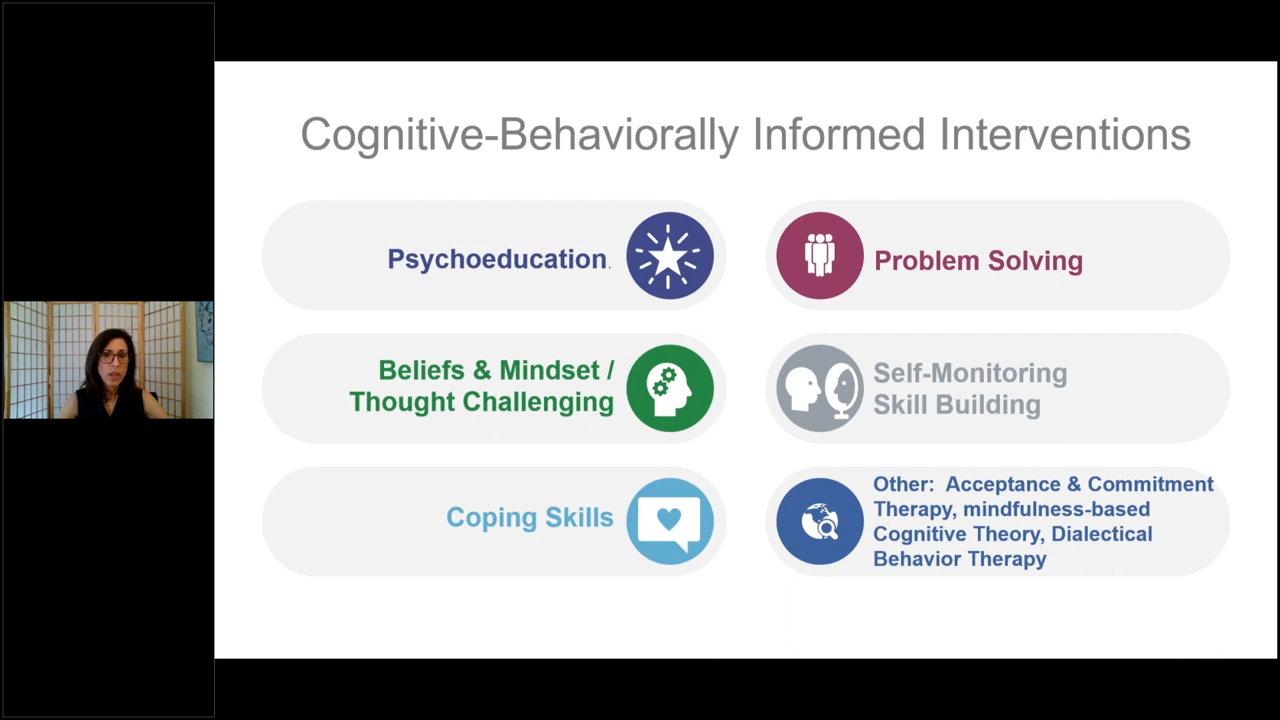 Cognitive-Behaviorally Informed Interventions
Psychoeducation.
Problem Solving
Beliefs & Mindset /
Thought Challenging
Self-Monitoring
Skill Building
Coping Skills
Other:  Acceptance & Commitment
Therapy, mindfulness-based
Cognitive Theory, Dialectical
Behavior Therapy